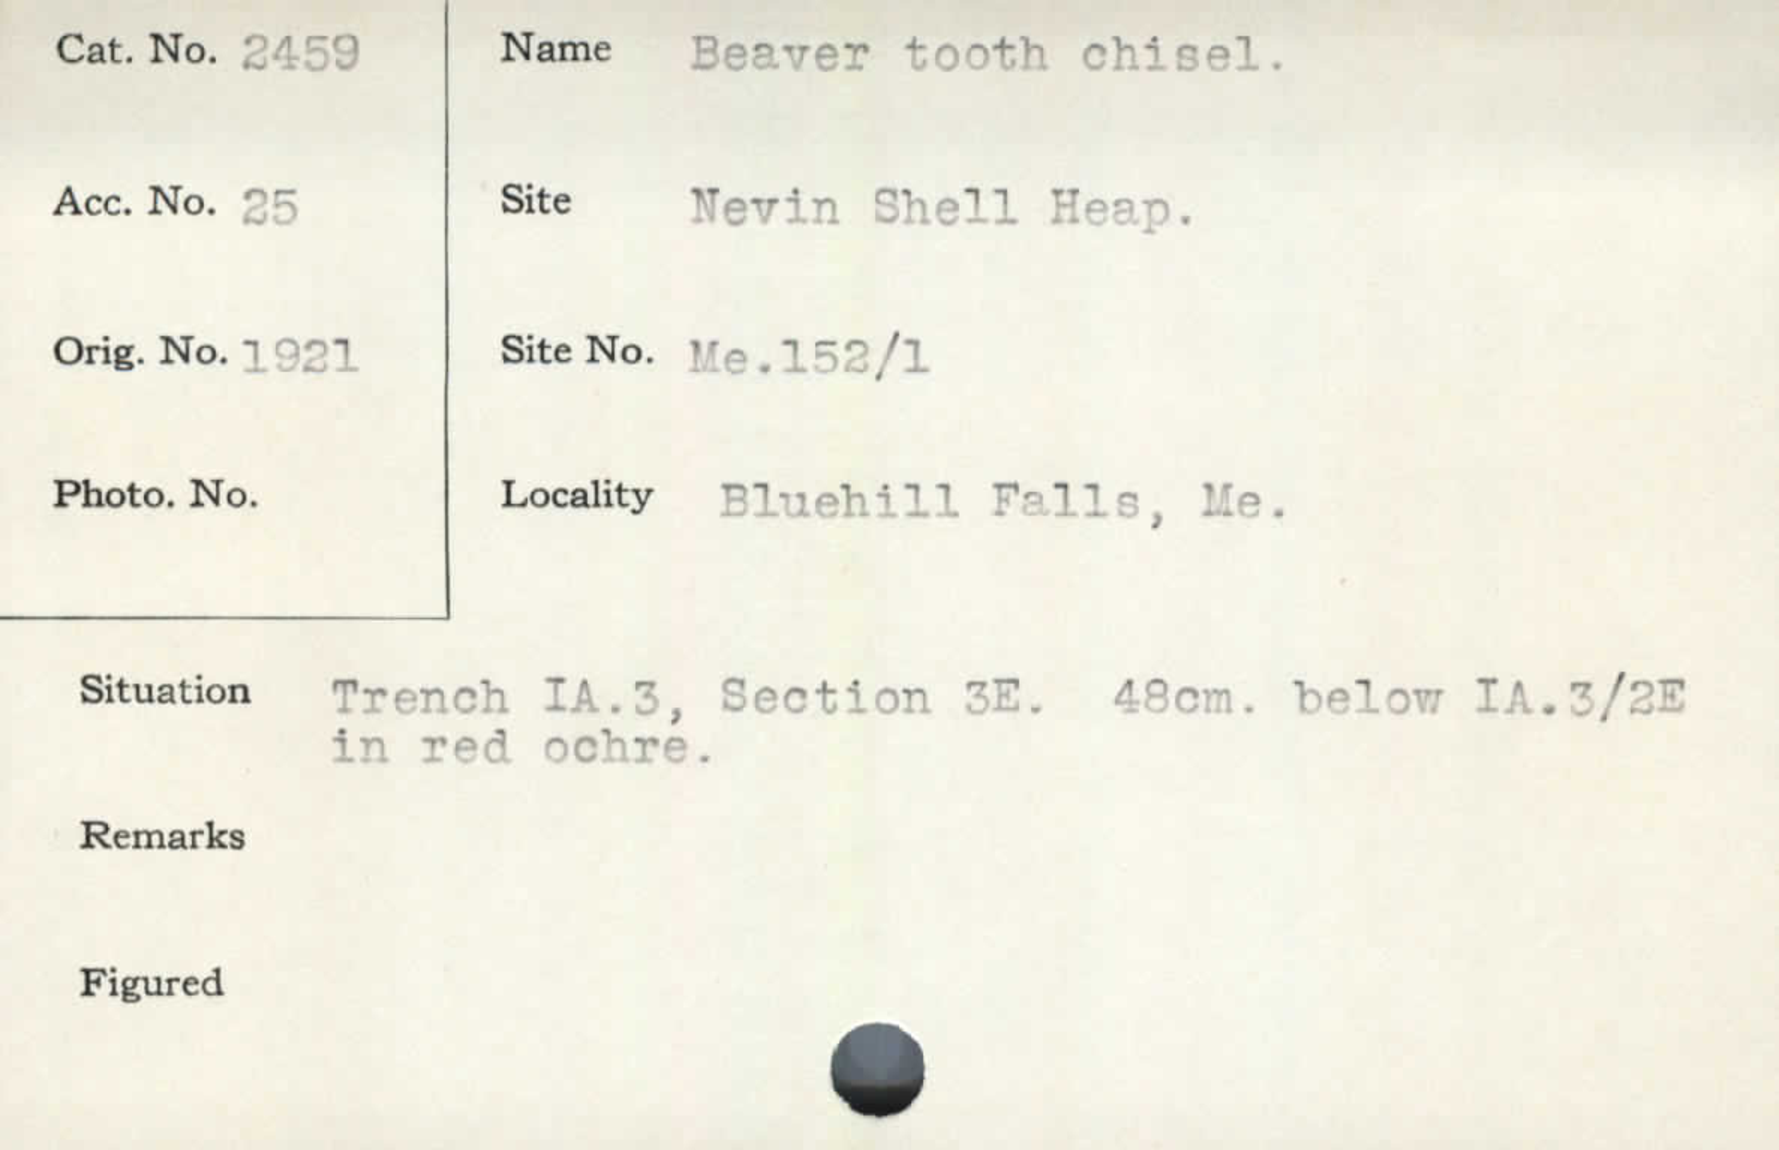 Cat. No. 2459
Name Beaver tooth chisel.
Acc. No. 25
Site Nevin Shell Heap.
Orig. No. 1921
Site No. Me.152/1
Photo. No.
Locality Bluehill Falls, Me.
Situation Trench IA.3, Section 3E. 48cm. below IA.3/2E
in red ochre.
Remarks
Figured